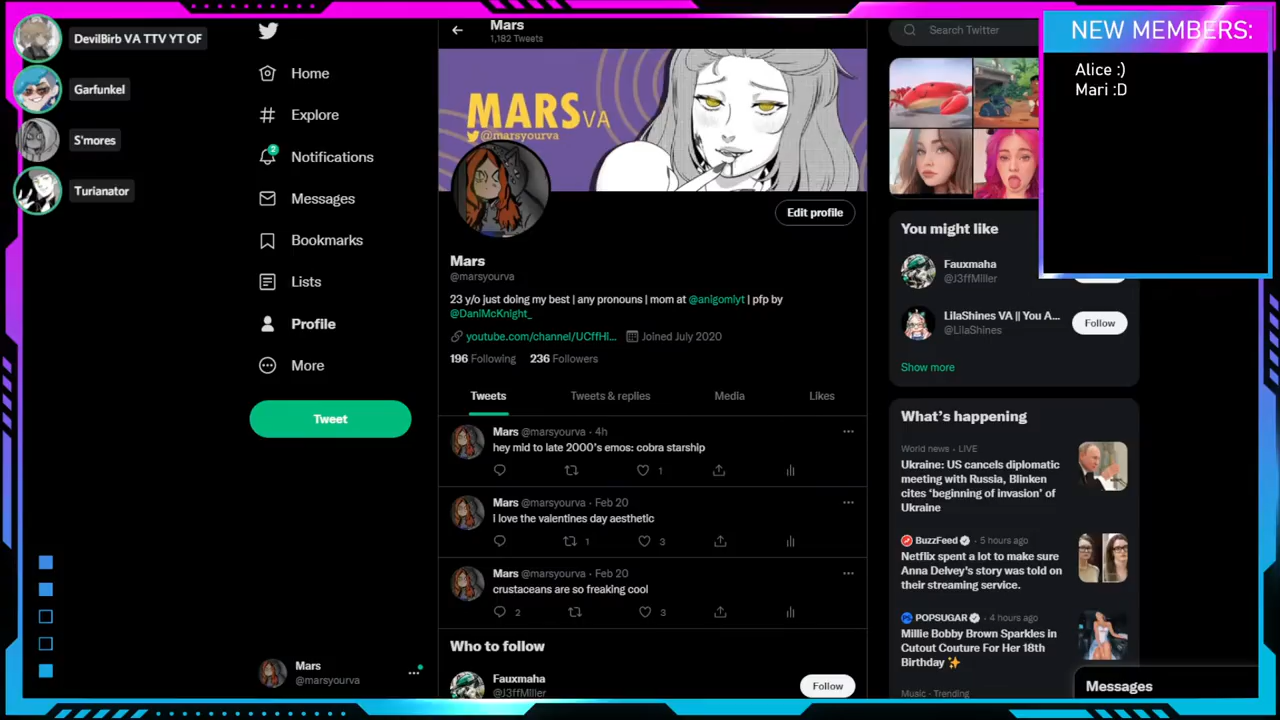 DevilBirb VA TTV YT OF
Garfunkel
S'mores
Turianator
Home
Explore
2
Notifications
Messages
Bookmarks
Lists
Profile
More
Tweet
Mars
@marsyourva
Mars
1,182 Tweets
MARS VA
@marsyourva
Edit profile
Mars
@marsyourva
23 y/o just doing my best | any pronouns | mom at @anigomiyt | pfp by
@DaniMcKnight_
youtube.com/channel/UCffHl...
Joined July 2020
196 Following 236 Followers
Tweets
Tweets & replies
Media
Likes
Mars @marsyourva · 4h
hey mid to late 2000's emos: cobra starship
1
Mars @marsyourva · Feb 20
i love the valentines day aesthetic
1 3
Mars @marsyourva · Feb 20
crustaceans are so freaking cool
2 3
Who to follow
Fauxmaha
@J3ffMiller
Follow
Search Twitter
You might like
Fauxmaha
@J3ffMiller
LilaShines VA || You A...
@LilaShines
Follow
Show more
What's happening
World news · LIVE
Ukraine: US cancels diplomatic
meeting with Russia, Blinken
cites 'beginning of invasion' of
Ukraine
BuzzFeed · 5 hours ago
Netflix spent a lot to make sure
Anna Delvey's story was told on
their streaming service.
POPSUGAR · 4 hours ago
Millie Bobby Brown Sparkles in
Cutout Couture For Her 18th
Birthday ✨
Music · Trending
Messages
NEW MEMBERS:
Alice :)
Mari :D